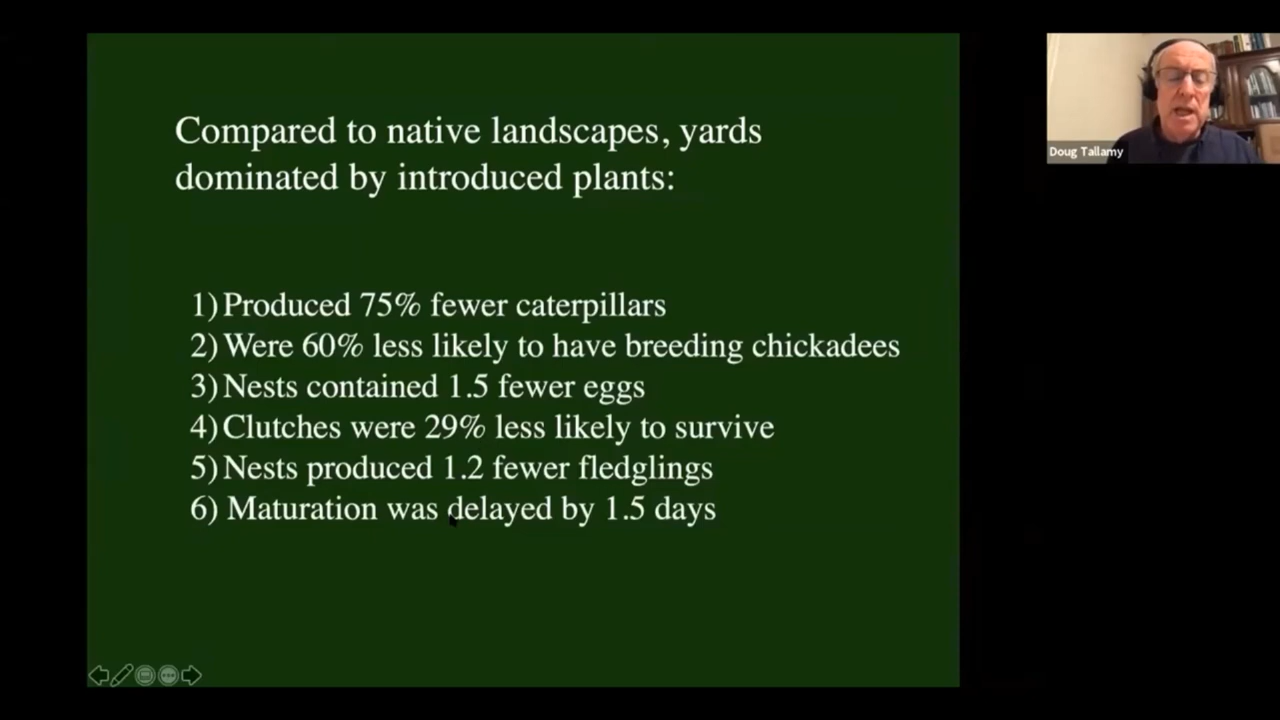 Compared to native landscapes, yards
dominated by introduced plants:
1) Produced 75% fewer caterpillars
2) Were 60% less likely to have breeding chickadees
3) Nests contained 1.5 fewer eggs
4) Clutches were 29% less likely to survive
5) Nests produced 1.2 fewer fledglings
6) Maturation was delayed by 1.5 days
Doug Tallamy